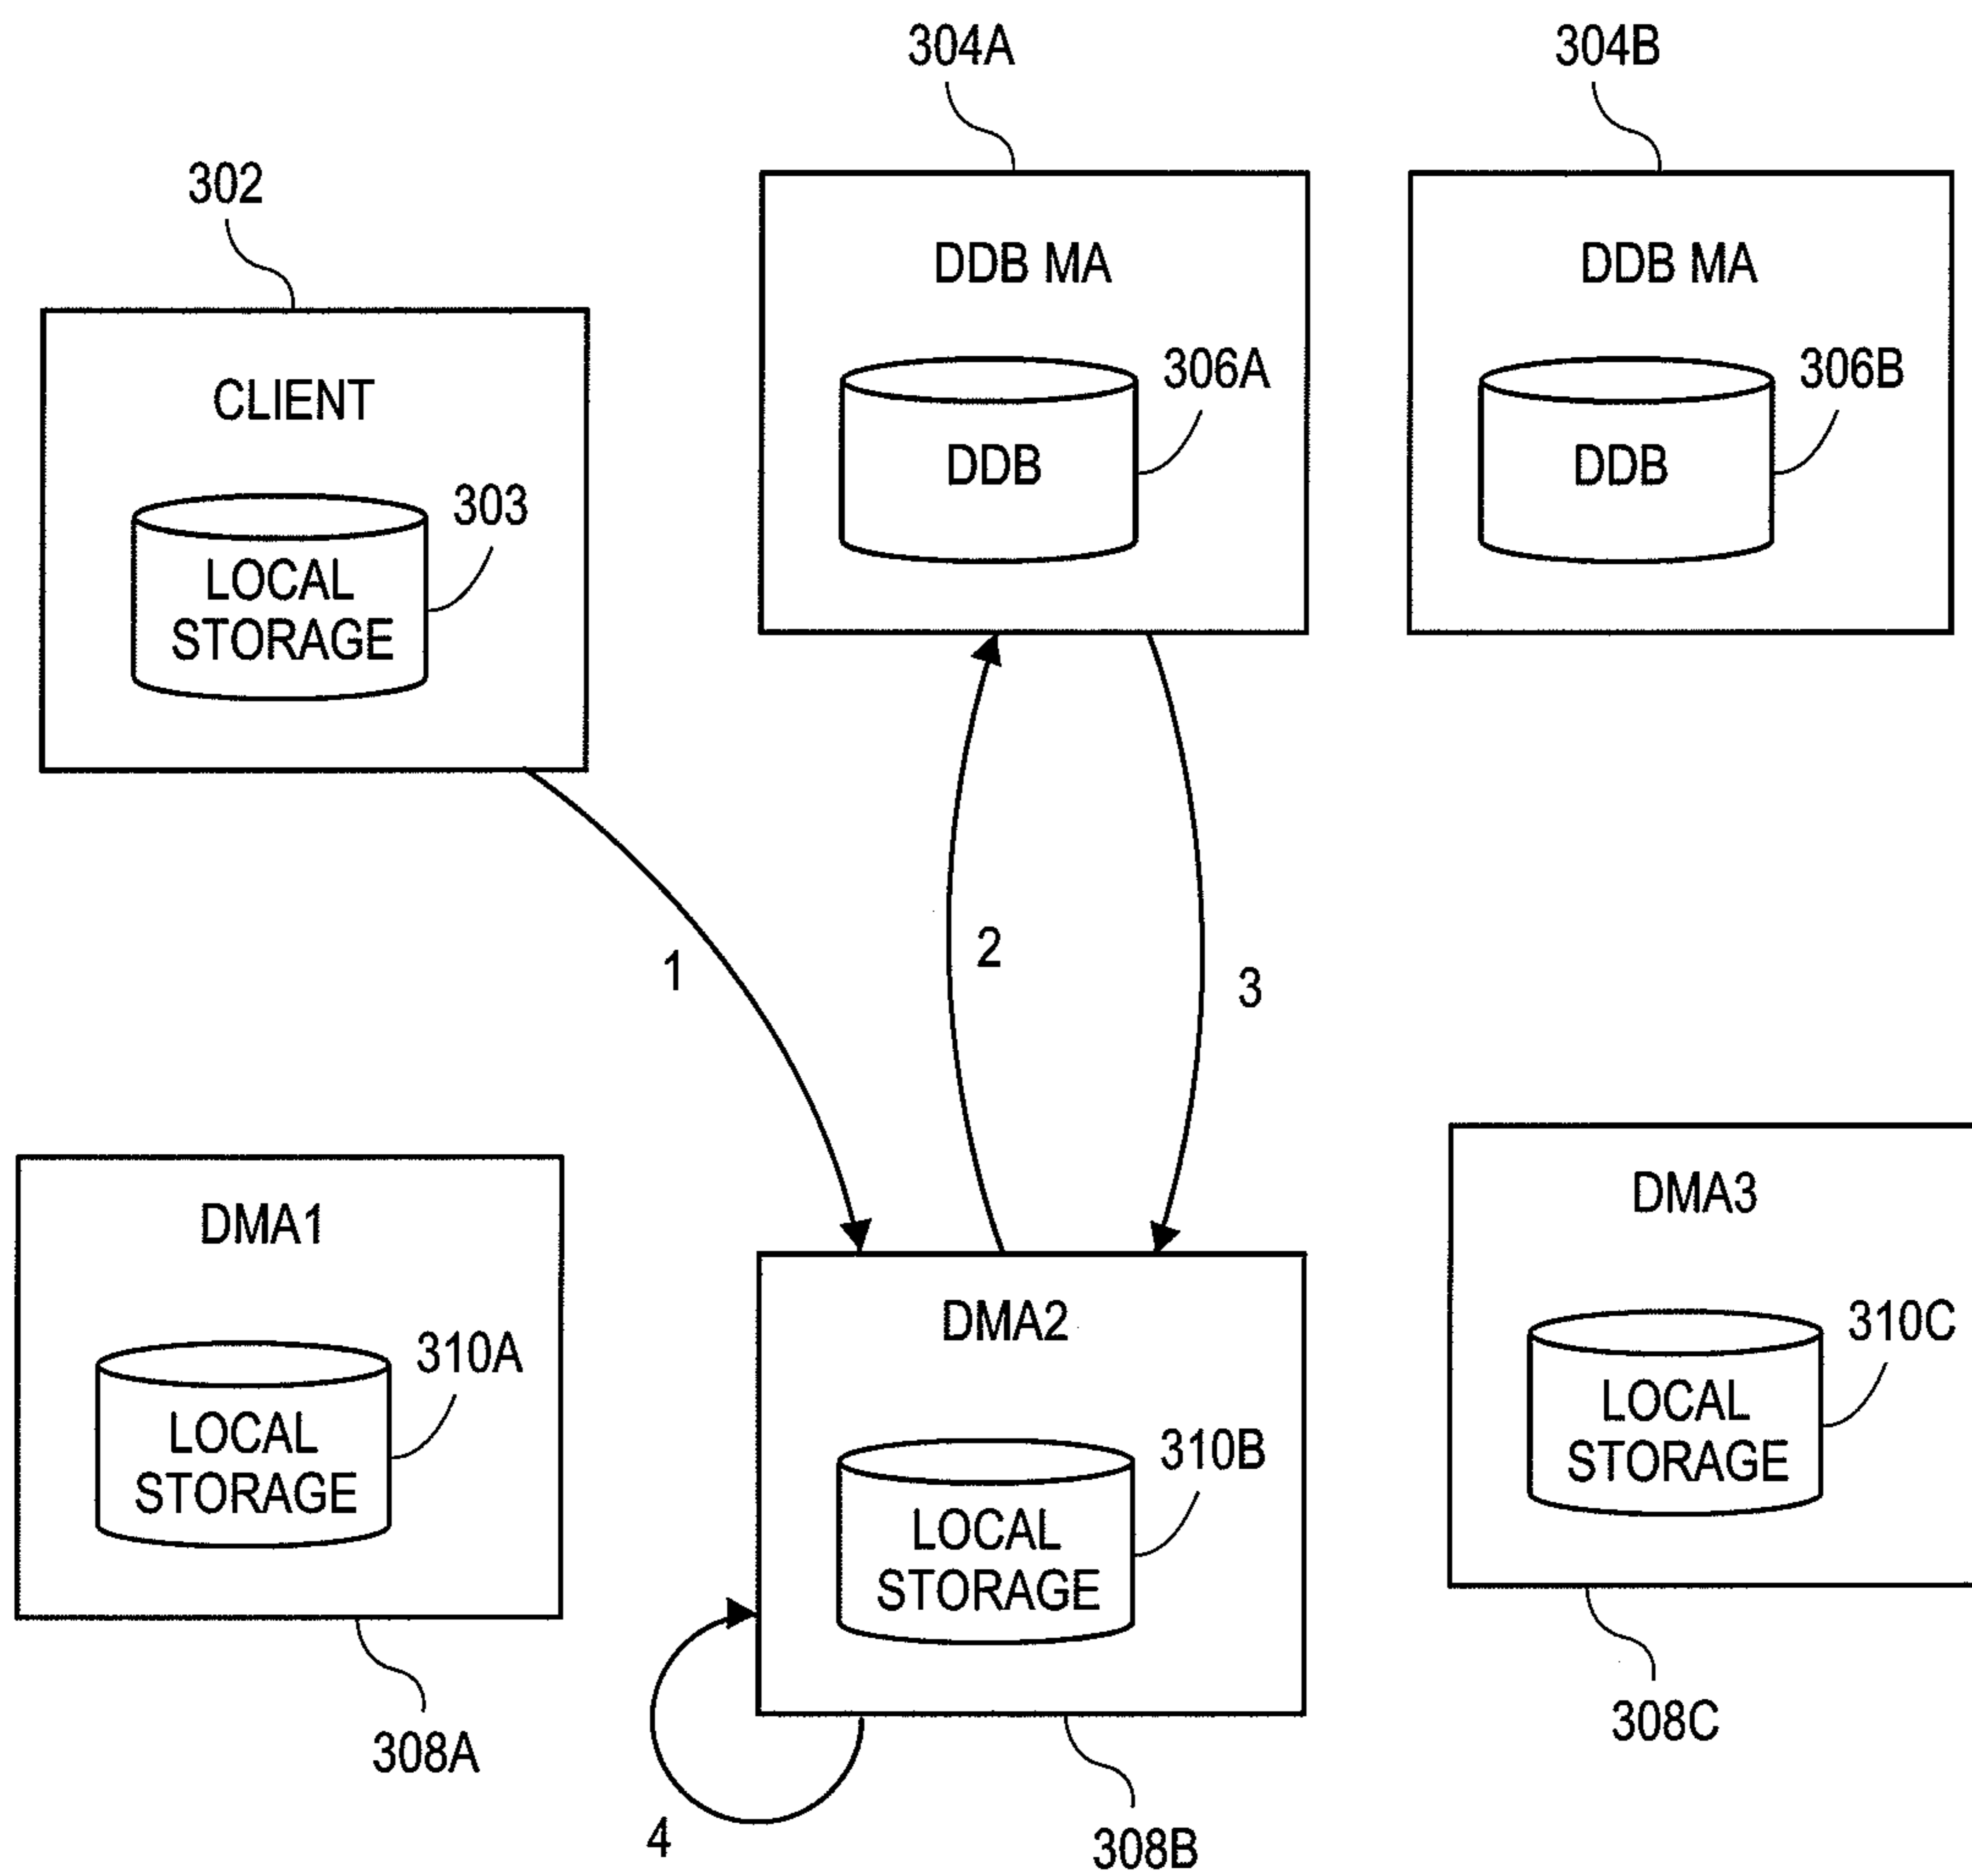 304A
304B
302
DDB MA
DDB MA
306A
306B
CLIENT
DDB
DDB
303
LOCAL
STORAGE
1
2
3
DMA1
DMA3
310A
DMA2
310C
LOCAL
STORAGE
310B
LOCAL
STORAGE
LOCAL
STORAGE
308A
308C
4
308B